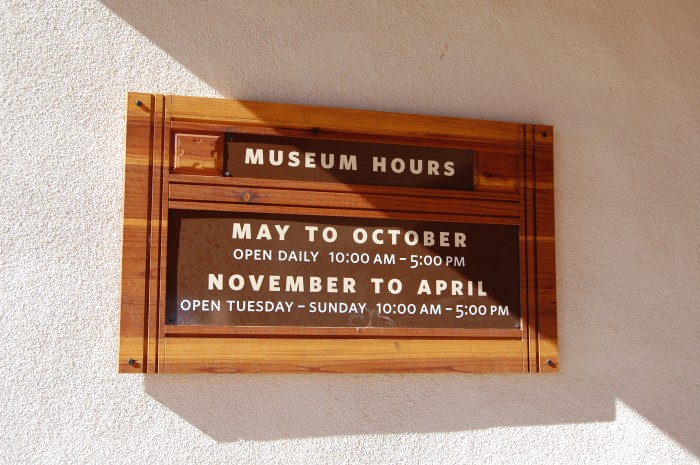 MUSEUM HOURS
MAY TO OCTOBER
OPEN DAILY 10:00 AM – 5:00 PM
NOVEMBER TO APRIL
OPEN TUESDAY – SUNDAY 10:00 AM – 5:00 PM